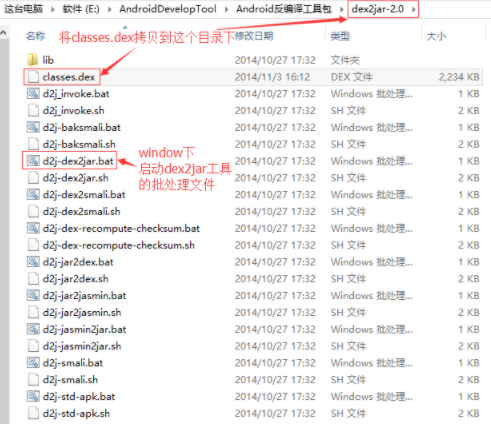 这台电脑 软件 (E:) AndroidDevelopTool Android反编译工具包 dex2jar-2.0
名称 修改日期 类型 大小
将classes.dex拷贝到这个目录下
lib 2014/10/27 17:32 文件夹
classes.dex 2014/11/3 16:12 DEX 文件 2,234 KB
d2j_invoke.bat 2014/10/27 17:32 Windows 批处理... 1 KB
d2j_invoke.sh 2014/10/27 17:32 SH 文件 2 KB
d2j-baksmali.bat 2014/10/27 17:32 Windows 批处理... 1 KB
d2j-baksmali.sh 2014/10/27 17:32 SH 文件 2 KB
d2j-dex2jar.bat 2014/10/27 17:32 Windows 批处理... 1 KB
window下
启动dex2jar工具
的批处理文件
d2j-dex2jar.sh 2014/10/27 17:32 SH 文件 2 KB
d2j-dex2smali.bat 2014/10/27 17:32 Windows 批处理... 1 KB
d2j-dex2smali.sh 2014/10/27 17:32 SH 文件 2 KB
d2j-dex-recompute-checksum.bat 2014/10/27 17:32 Windows 批处理... 1 KB
d2j-dex-recompute-checksum.sh 2014/10/27 17:32 SH 文件 2 KB
d2j-jar2dex.bat 2014/10/27 17:32 Windows 批处理... 1 KB
d2j-jar2dex.sh 2014/10/27 17:32 SH 文件 2 KB
d2j-jar2jasmin.bat 2014/10/27 17:32 Windows 批处理... 1 KB
d2j-jar2jasmin.sh 2014/10/27 17:32 SH 文件 2 KB
d2j-jasmin2jar.bat 2014/10/27 17:32 Windows 批处理... 1 KB
d2j-jasmin2jar.sh 2014/10/27 17:32 SH 文件 2 KB
d2j-smali.bat 2014/10/27 17:32 Windows 批处理... 1 KB
d2j-smali.sh 2014/10/27 17:32 SH 文件 2 KB
d2j-std-apk.bat 2014/10/27 17:32 Windows 批处理... 1 KB
d2j-std-apk.sh 2014/10/27 17:32 SH 文件 2 KB